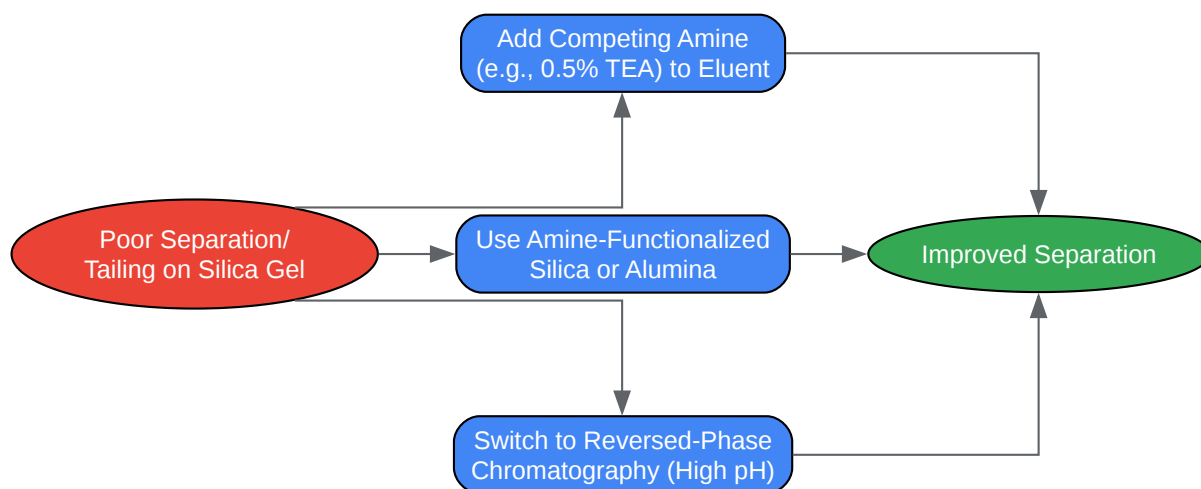 Add Competing Amine
(e.g., 0.5% TEA) to Eluent
Poor Separation/
Tailing on Silica Gel
Use Amine-Functionalized
Silica or Alumina
Improved Separation
Switch to Reversed-Phase
Chromatography (High pH)